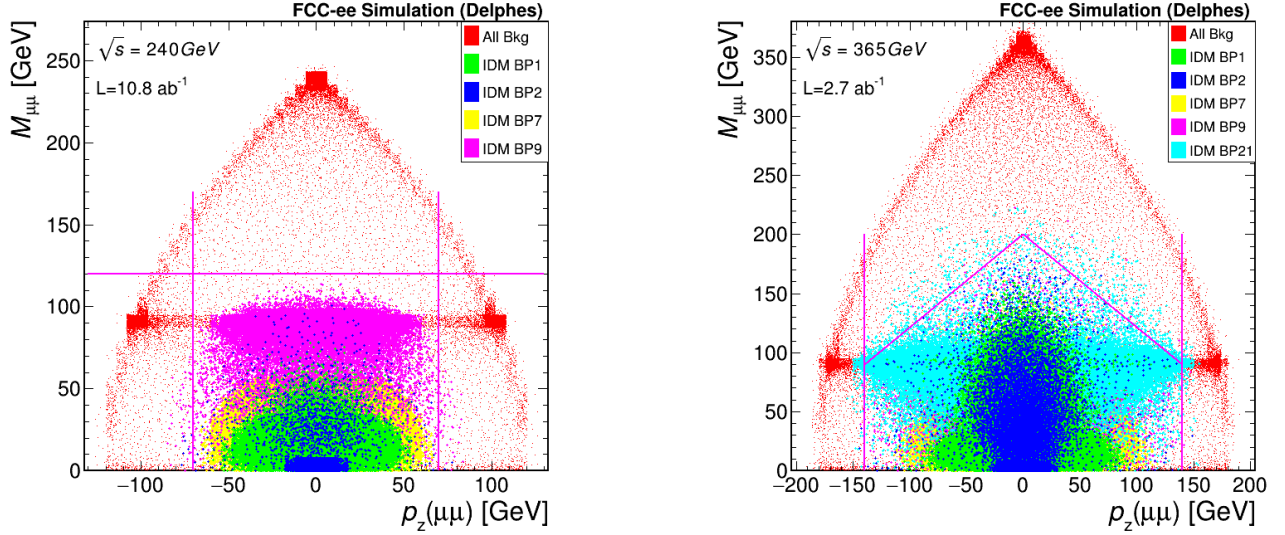 FCC-ee Simulation (Delphes)
M_μμ [GeV]
√s = 240GeV
L=10.8 ab⁻¹
All Bkg
IDM BP1
IDM BP2
IDM BP7
IDM BP9
250
200
150
100
50
0
−100 −50 0 50 100
p_z(μμ) [GeV]
FCC-ee Simulation (Delphes)
M_μμ [GeV]
√s = 365GeV
L=2.7 ab⁻¹
All Bkg
IDM BP1
IDM BP2
IDM BP7
IDM BP9
IDM BP21
350
300
250
200
150
100
50
0
−200 −150 −100 −50 0 50 100 150 200
p_z(μμ) [GeV]